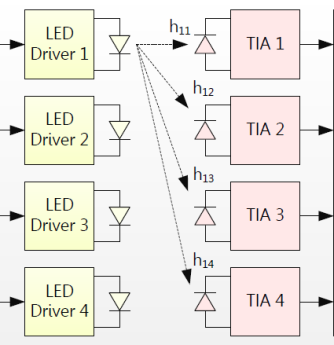 LED
Driver 1
h11
TIA 1
h12
LED
Driver 2
TIA 2
h13
LED
Driver 3
TIA 3
h14
LED
Driver 4
TIA 4